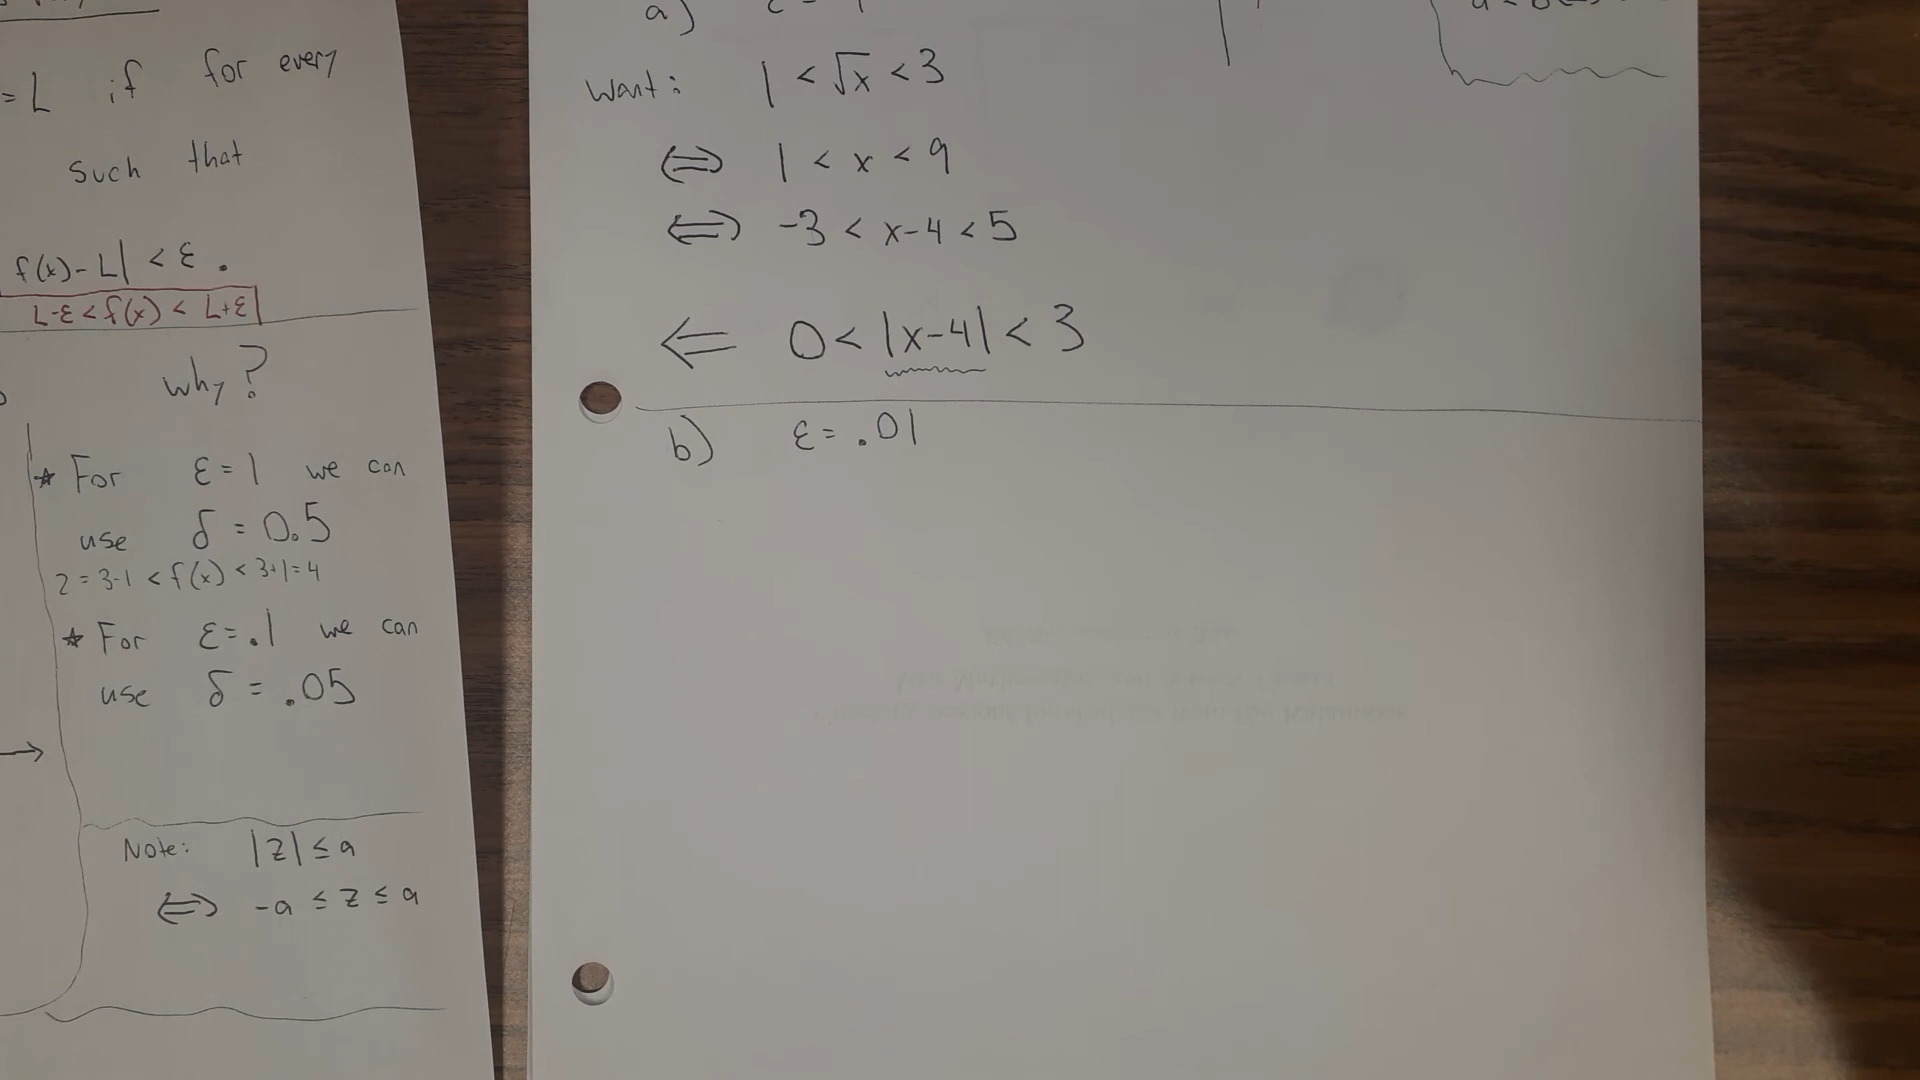 = L if for every
such that
f(x) - L| < ε .
L-ε < f(x) < L+ε
why?
* For ε = 1 we can
use δ = 0.5
2 = 3-1 < f(x) < 3+1 = 4
* For ε = .1 we can
use δ = .05
→
Note: |z| ≤ a
⟺ -a ≤ z ≤ a
a)
Want: 1 < √x < 3
⟺ 1 < x < 9
⟺ -3 < x-4 < 5
⟸ 0 < |x-4| < 3
b) ε = .01